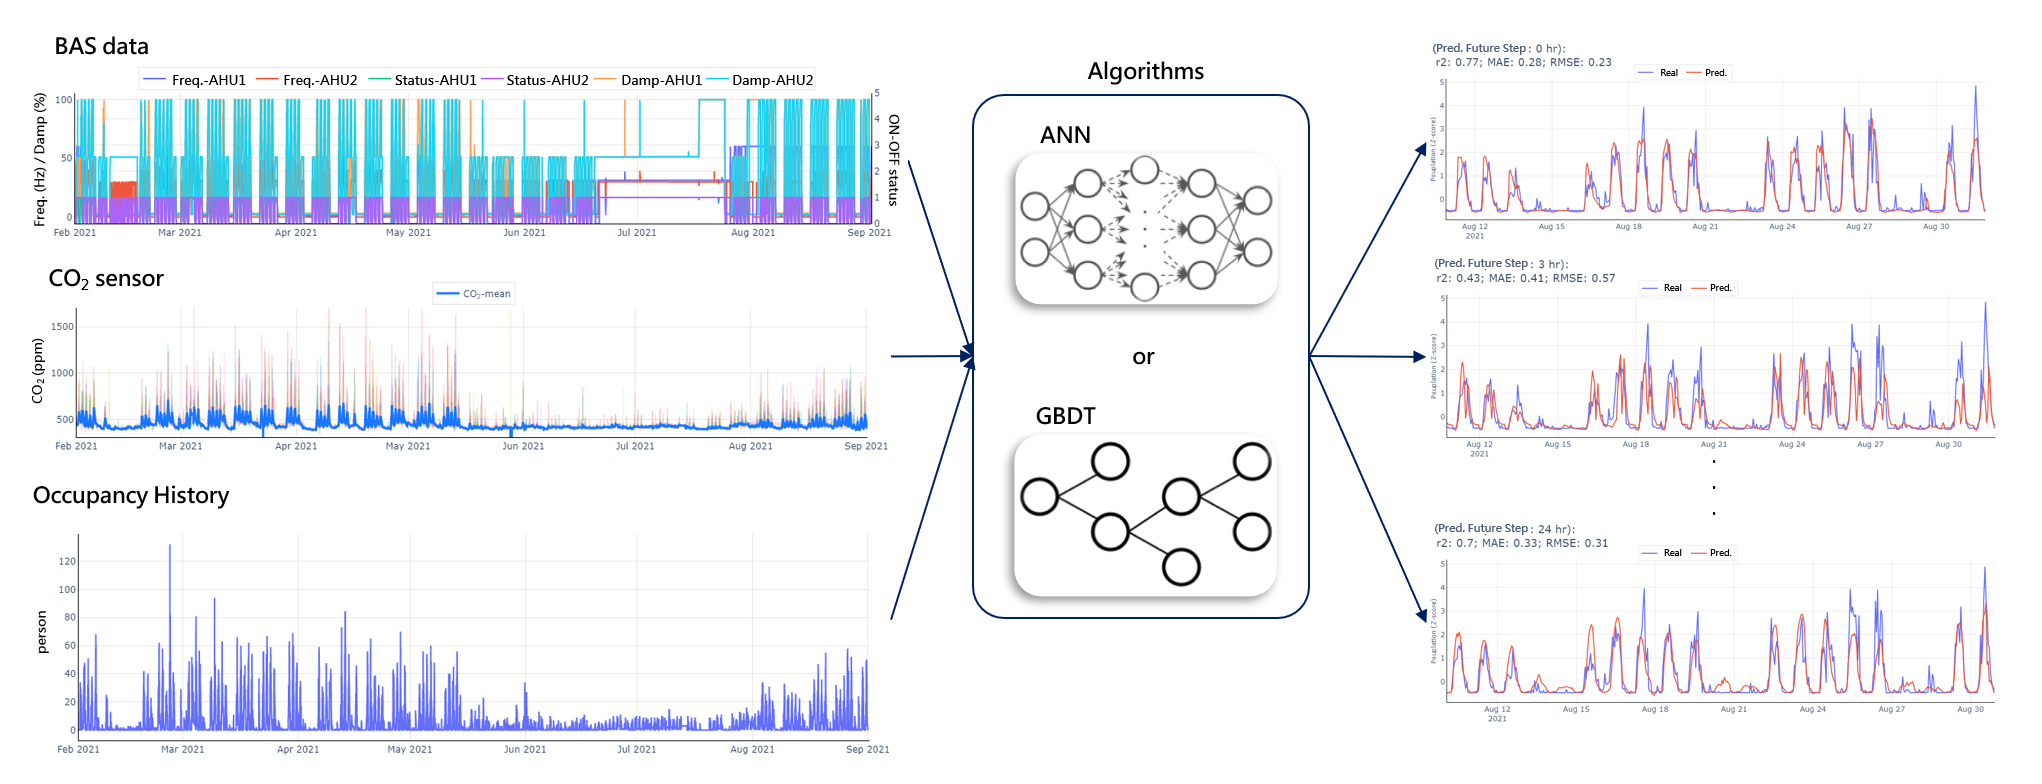 BAS data
Freq.-AHU1 Freq.-AHU2 Status-AHU1 Status-AHU2 Damp-AHU1 Damp-AHU2
Freq. (Hz) / Damp (%)
100
50
0
5
4
3
2
1
0
ON-OFF status
Feb 2021 Mar 2021 Apr 2021 May 2021 Jun 2021 Jul 2021 Aug 2021 Sep 2021
CO₂ sensor
CO₂-mean
CO₂ (ppm)
1500
1000
500
Feb 2021 Mar 2021 Apr 2021 May 2021 Jun 2021 Jul 2021 Aug 2021 Sep 2021
Occupancy History
person
120
100
80
60
40
20
0
Feb 2021 Mar 2021 Apr 2021 May 2021 Jun 2021 Jul 2021 Aug 2021 Sep 2021
Algorithms
ANN
or
GBDT
(Pred. Future Step : 0 hr):
r2: 0.77; MAE: 0.28; RMSE: 0.23
Real Pred.
Pouplation (Z-score)
5
4
3
2
1
0
Aug 12 Aug 15 Aug 18 Aug 21 Aug 24 Aug 27 Aug 30
2021
(Pred. Future Step : 3 hr):
r2: 0.43; MAE: 0.41; RMSE: 0.57
Real Pred.
Pouplation (Z-score)
5
4
3
2
1
0
Aug 12 Aug 15 Aug 18 Aug 21 Aug 24 Aug 27 Aug 30
2021
(Pred. Future Step : 24 hr):
r2: 0.7; MAE: 0.33; RMSE: 0.31
Real Pred.
Pouplation (Z-score)
5
4
3
2
1
0
Aug 12 Aug 15 Aug 18 Aug 21 Aug 24 Aug 27 Aug 30
2021